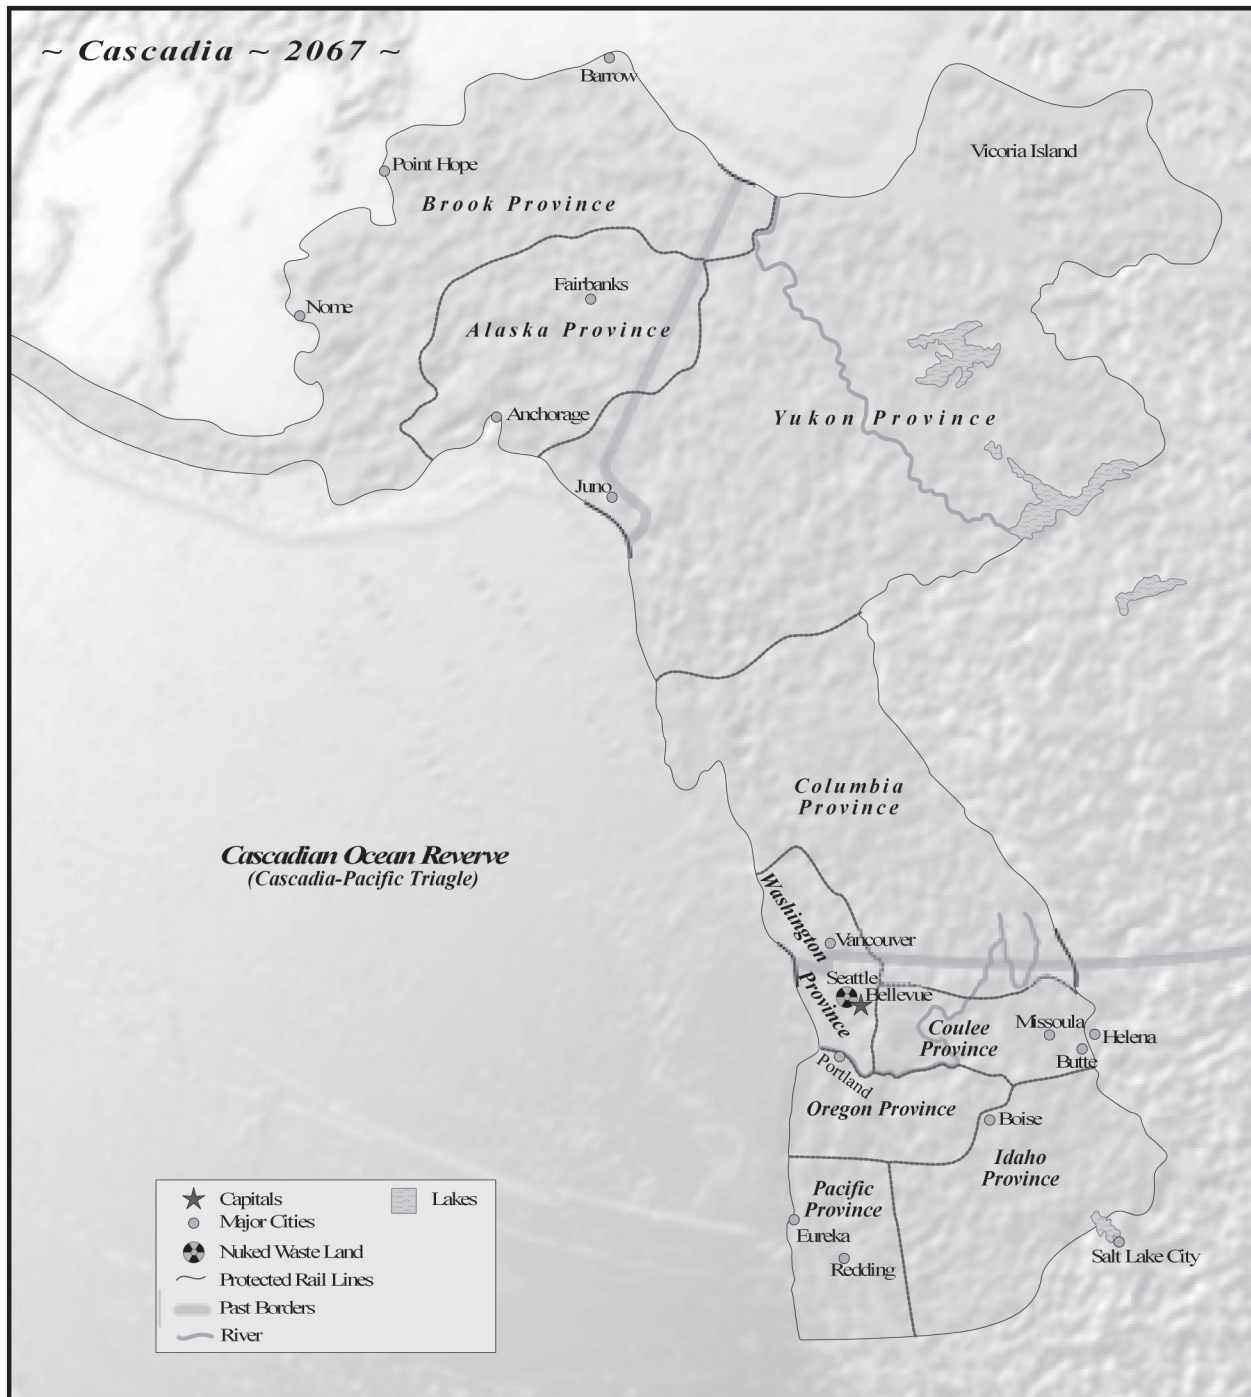 ~ Cascadia ~ 2067 ~
Barrow
Vicoria Island
Point Hope
Brook Province
Fairbanks
Nome
Alaska Province
Anchorage
Yukon Province
Juno
Columbia
Province
Cascadian Ocean Reverve
(Cascadia-Pacific Triagle)
Washington
Province
Vancouver
Seattle
Bellevue
Coulee
Province
Missoula
Helena
Butte
Portland
Oregon Province
Boise
Idaho
Province
Pacific
Province
Eureka
Redding
Salt Lake City
Capitals
Lakes
Major Cities
Nuked Waste Land
Protected Rail Lines
Past Borders
River